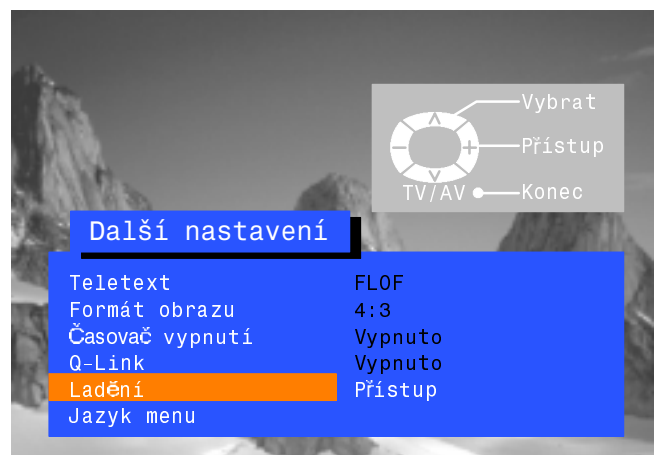 Vybrat
Přístup
TV/AV Konec
Další nastavení
Teletext FLOF
Formát obrazu 4:3
Časovač vypnutí Vypnuto
Q-Link Vypnuto
Ladění Přístup
Jazyk menu